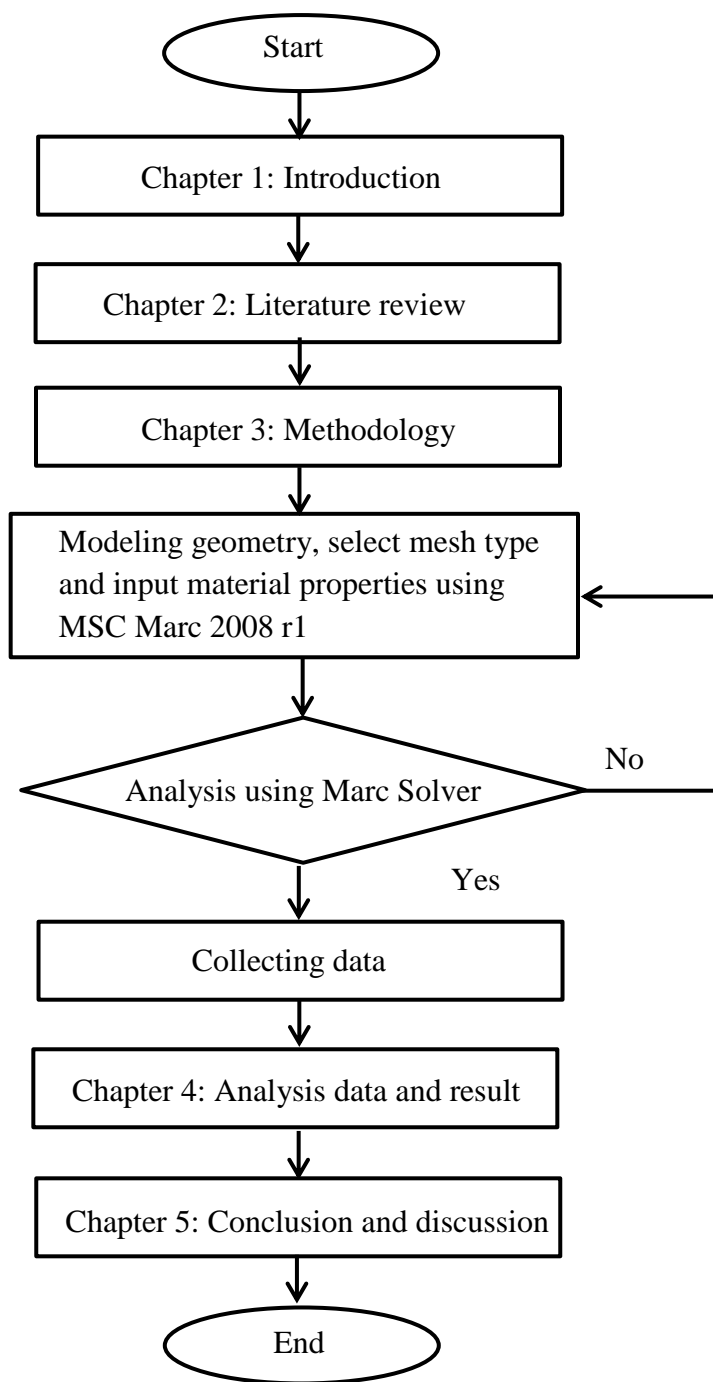 Start
Chapter 1: Introduction
Chapter 2: Literature review
Chapter 3: Methodology
Modeling geometry, select mesh type
and input material properties using
MSC Marc 2008 r1
No
Analysis using Marc Solver
Yes
Collecting data
Chapter 4: Analysis data and result
Chapter 5: Conclusion and discussion
End